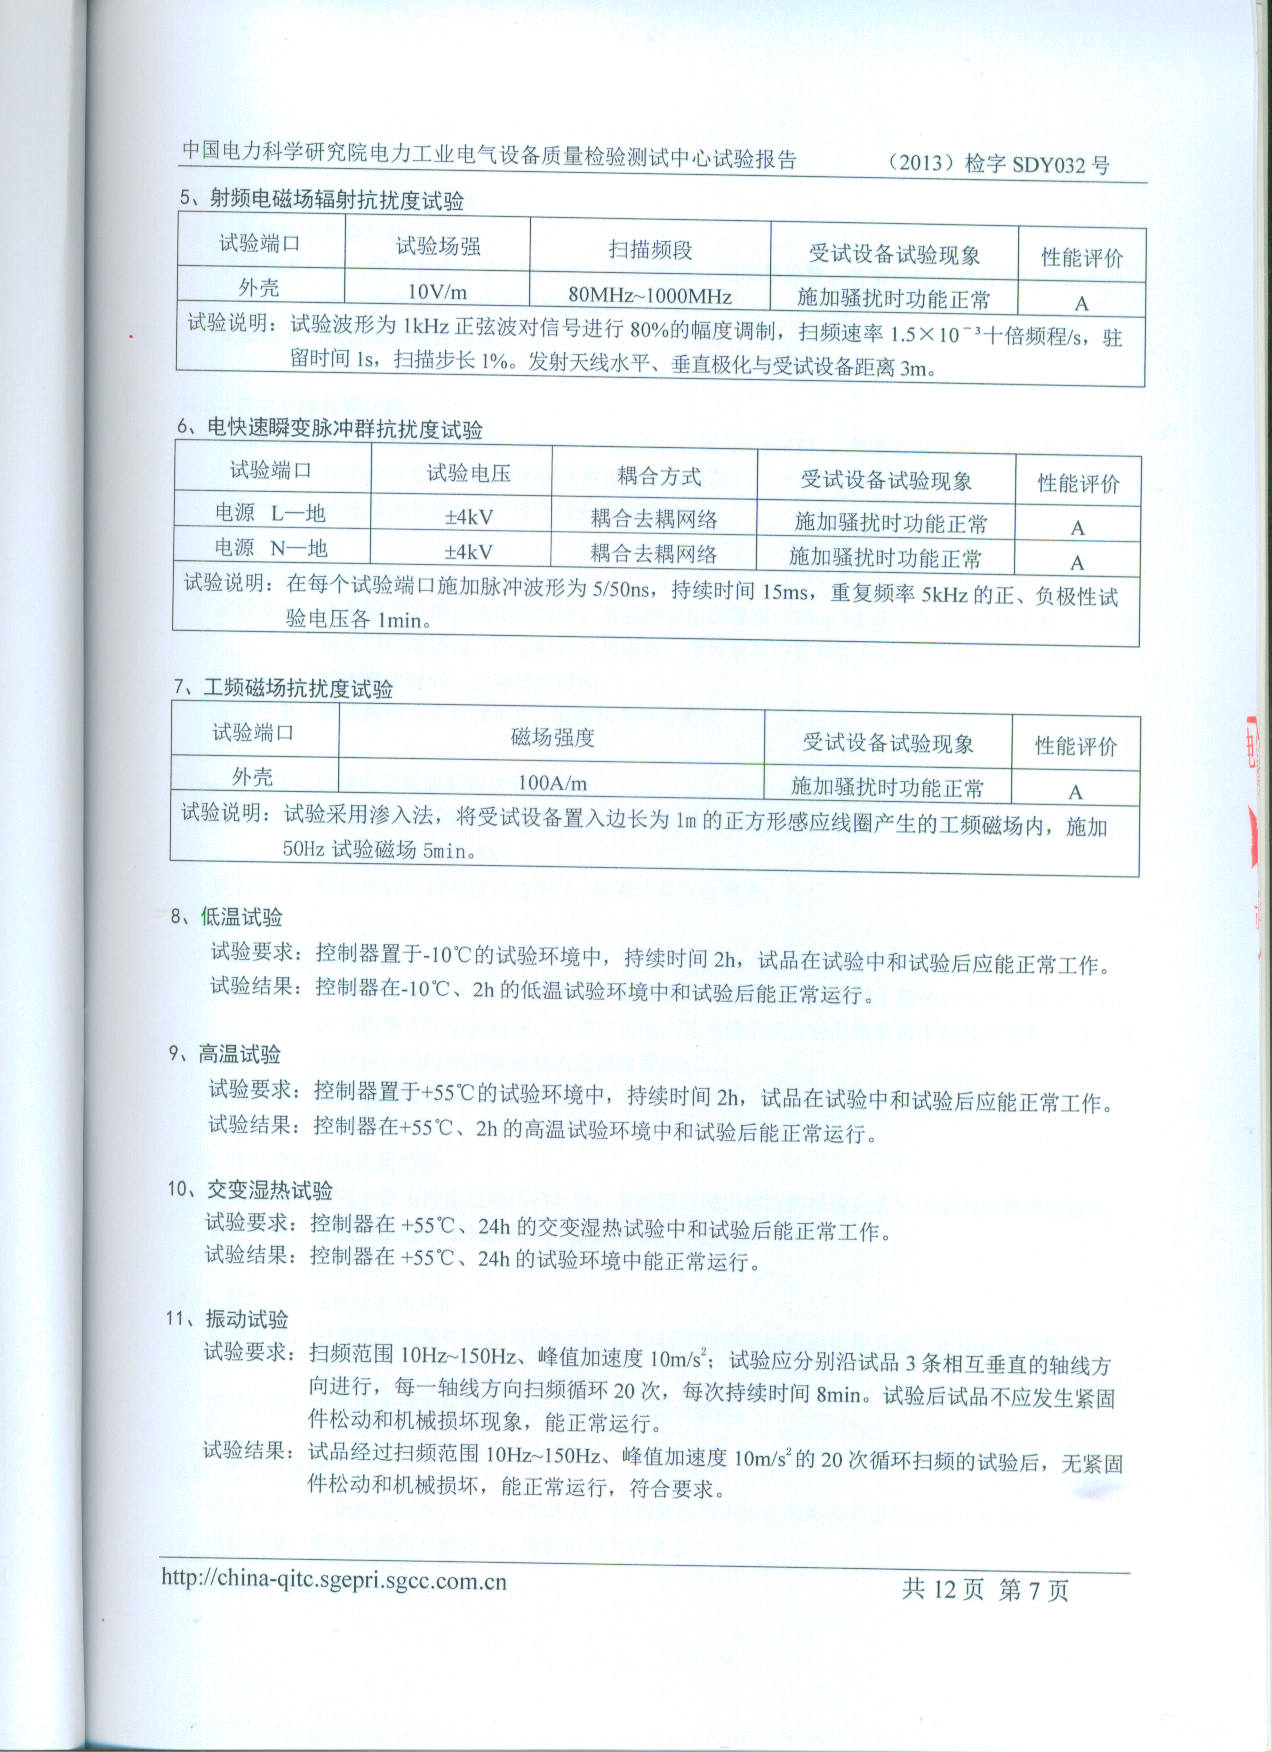 中国电力科学研究院电力工业电气设备质量检验测试中心试验报告 （2013）检字 SDY032 号
5、射频电磁场辐射抗扰度试验
试验端口 试验场强 扫描频段 受试设备试验现象 性能评价
外壳 10V/m 80MHz~1000MHz 施加骚扰时功能正常 A
试验说明：试验波形为 1kHz 正弦波对信号进行 80%的幅度调制，扫频速率 1.5×10⁻³十倍频程/s，驻
留时间 1s，扫描步长 1%。发射天线水平、垂直极化与受试设备距离 3m。
6、电快速瞬变脉冲群抗扰度试验
试验端口 试验电压 耦合方式 受试设备试验现象 性能评价
电源 L—地 ±4kV 耦合去耦网络 施加骚扰时功能正常 A
电源 N—地 ±4kV 耦合去耦网络 施加骚扰时功能正常 A
试验说明：在每个试验端口施加脉冲波形为 5/50ns，持续时间 15ms，重复频率 5kHz 的正、负极性试
验电压各 1min。
7、工频磁场抗扰度试验
试验端口 磁场强度 受试设备试验现象 性能评价
外壳 100A/m 施加骚扰时功能正常 A
试验说明：试验采用渗入法，将受试设备置入边长为 1m 的正方形感应线圈产生的工频磁场内，施加
50Hz 试验磁场 5min。
8、低温试验
试验要求：控制器置于-10℃的试验环境中，持续时间 2h，试品在试验中和试验后应能正常工作。
试验结果：控制器在-10℃、2h 的低温试验环境中和试验后能正常运行。
9、高温试验
试验要求：控制器置于+55℃的试验环境中，持续时间 2h，试品在试验中和试验后应能正常工作。
试验结果：控制器在+55℃、2h 的高温试验环境中和试验后能正常运行。
10、交变湿热试验
试验要求：控制器在 +55℃、24h 的交变湿热试验中和试验后能正常工作。
试验结果：控制器在 +55℃、24h 的试验环境中能正常运行。
11、振动试验
试验要求：扫频范围 10Hz~150Hz、峰值加速度 10m/s²；试验应分别沿试品 3 条相互垂直的轴线方
向进行，每一轴线方向扫频循环 20 次，每次持续时间 8min。试验后试品不应发生紧固
件松动和机械损坏现象，能正常运行。
试验结果：试品经过扫频范围 10Hz~150Hz、峰值加速度 10m/s²的 20 次循环扫频的试验后，无紧固
件松动和机械损坏，能正常运行，符合要求。
http://china-qitc.sgepri.sgcc.com.cn 共 12 页 第 7 页